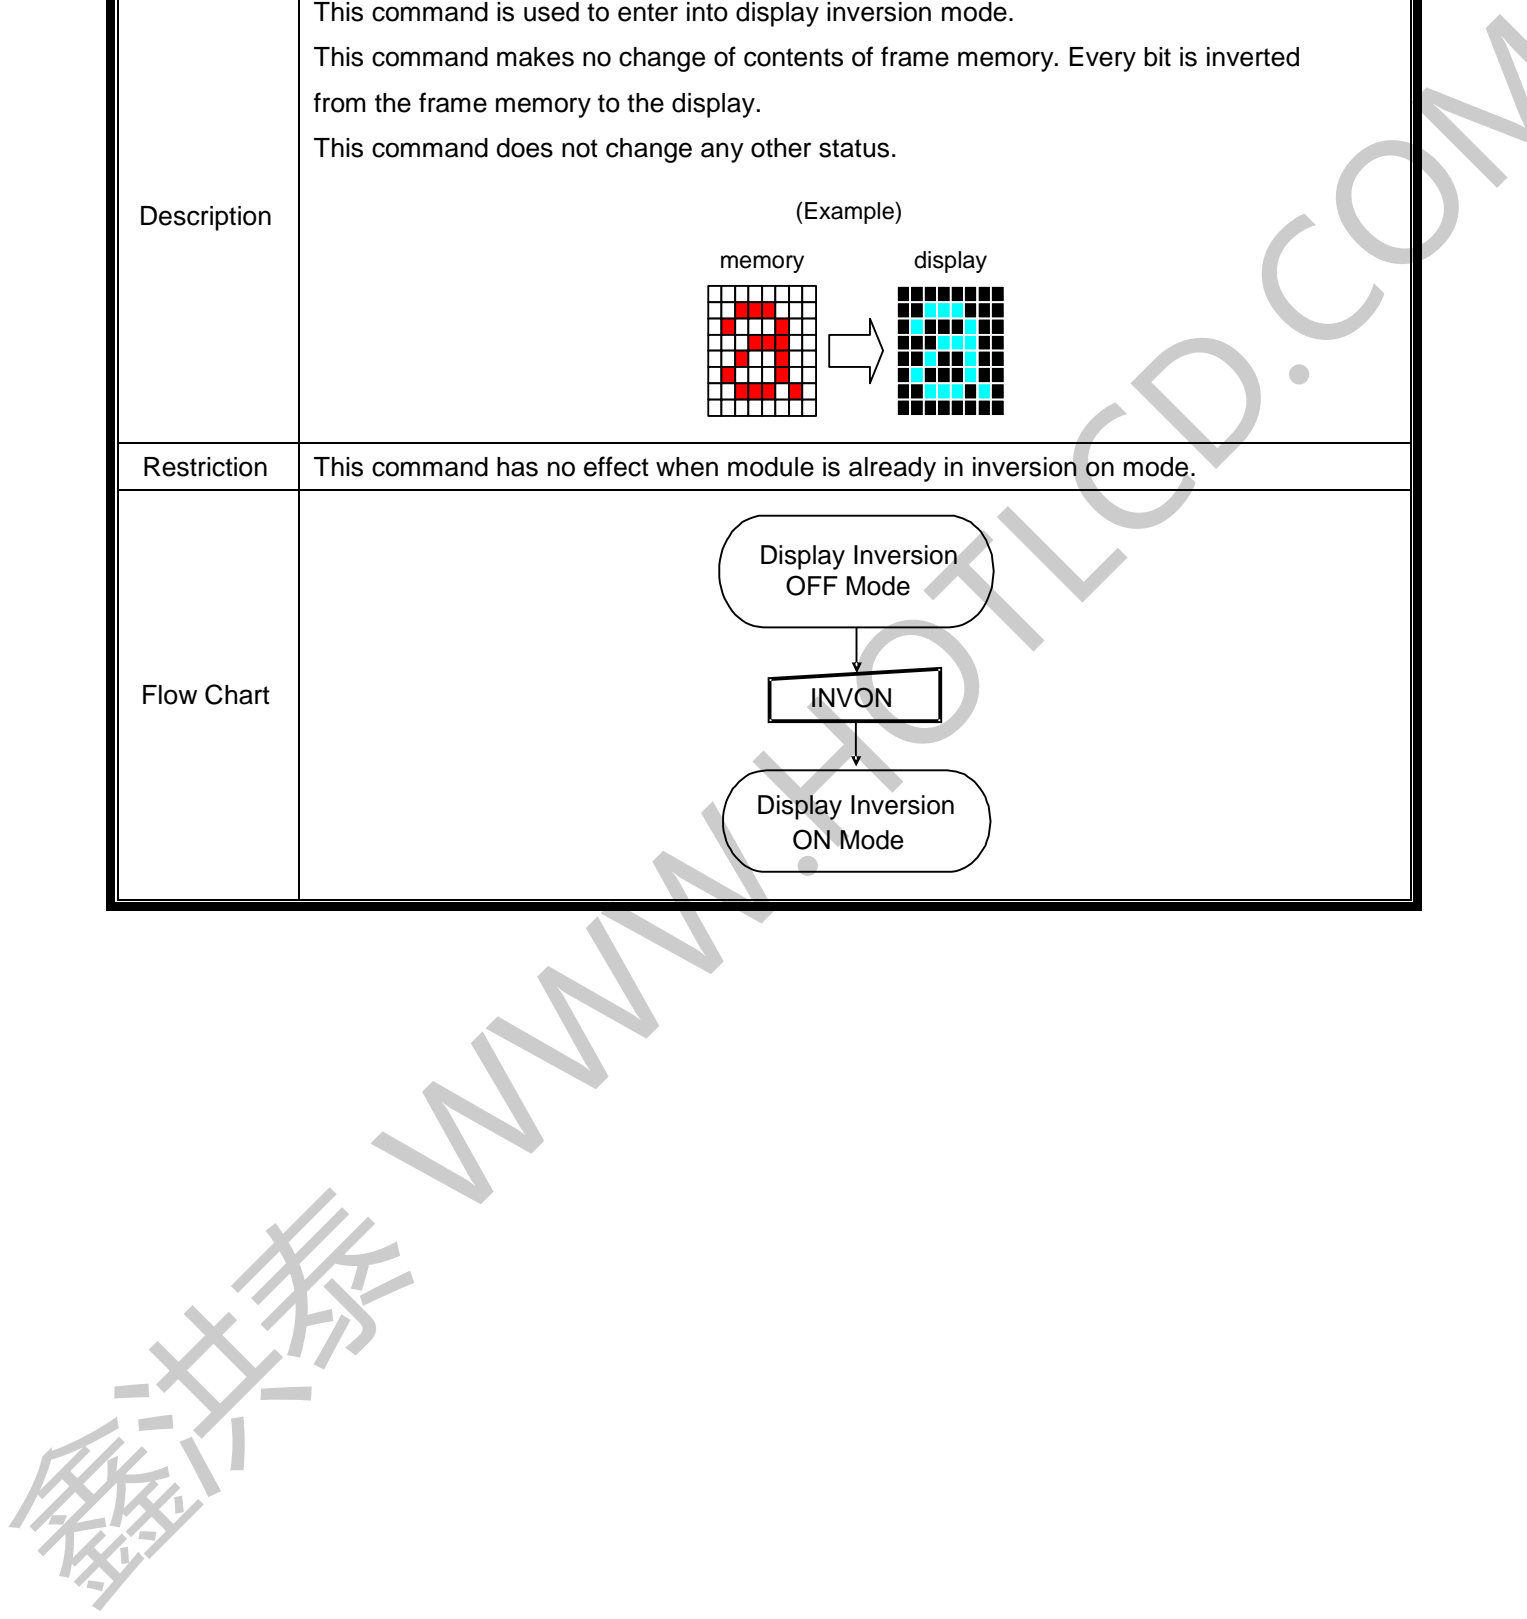 This command is used to enter into display inversion mode.
This command makes no change of contents of frame memory. Every bit is inverted
from the frame memory to the display.
This command does not change any other status.
Description
(Example)
memory display
Restriction This command has no effect when module is already in inversion on mode.
Flow Chart
Display Inversion
OFF Mode
INVON
Display Inversion
ON Mode
鑫洪泰 WWW.HOTLCD.COM